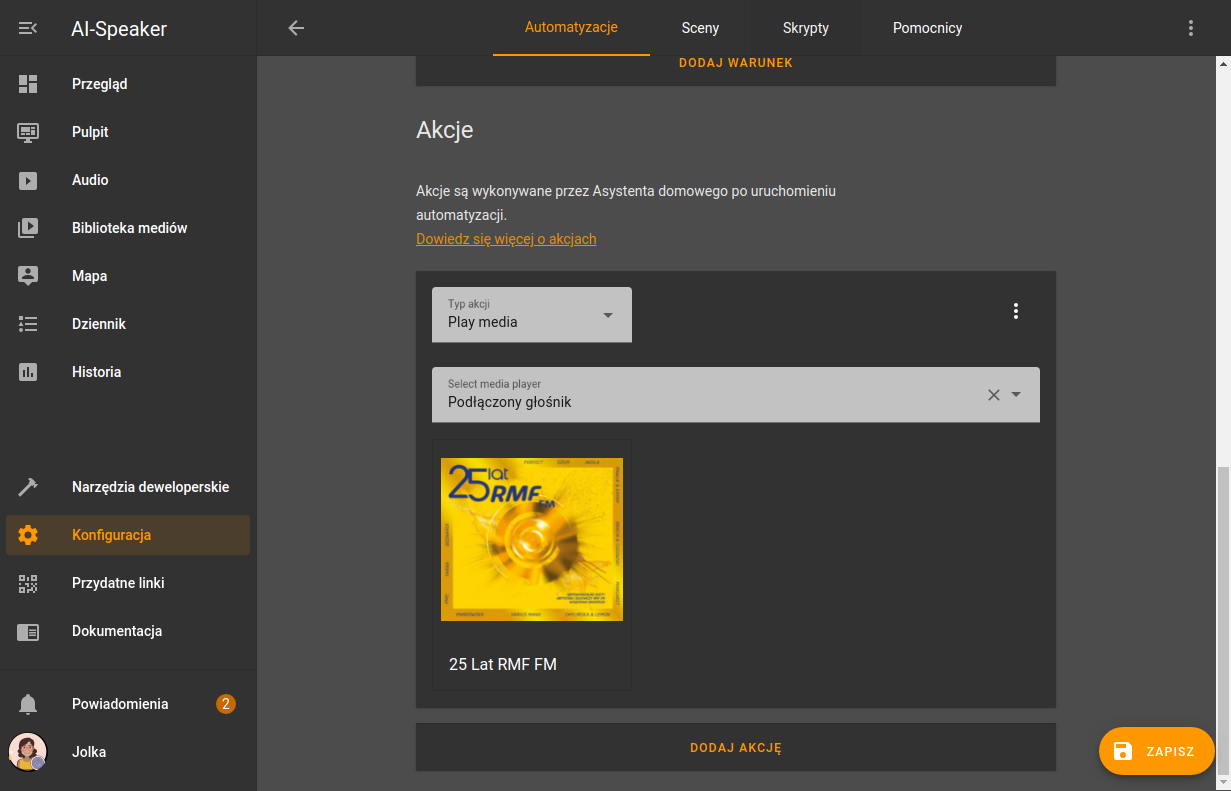 AI-Speaker
Automatyzacje
Sceny
Skrypty
Pomocnicy
Przegląd
Pulpit
Audio
Biblioteka mediów
Mapa
Dziennik
Historia
Narzędzia deweloperskie
Konfiguracja
Przydatne linki
Dokumentacja
Powiadomienia
2
Jolka
DODAJ WARUNEK
Akcje
Akcje są wykonywane przez Asystenta domowego po uruchomieniu
automatyzacji.
Dowiedz się więcej o akcjach
Typ akcji
Play media
Select media player
Podłączony głośnik
25 lat
RMF FM
25 Lat RMF FM
DODAJ AKCJĘ
ZAPISZ